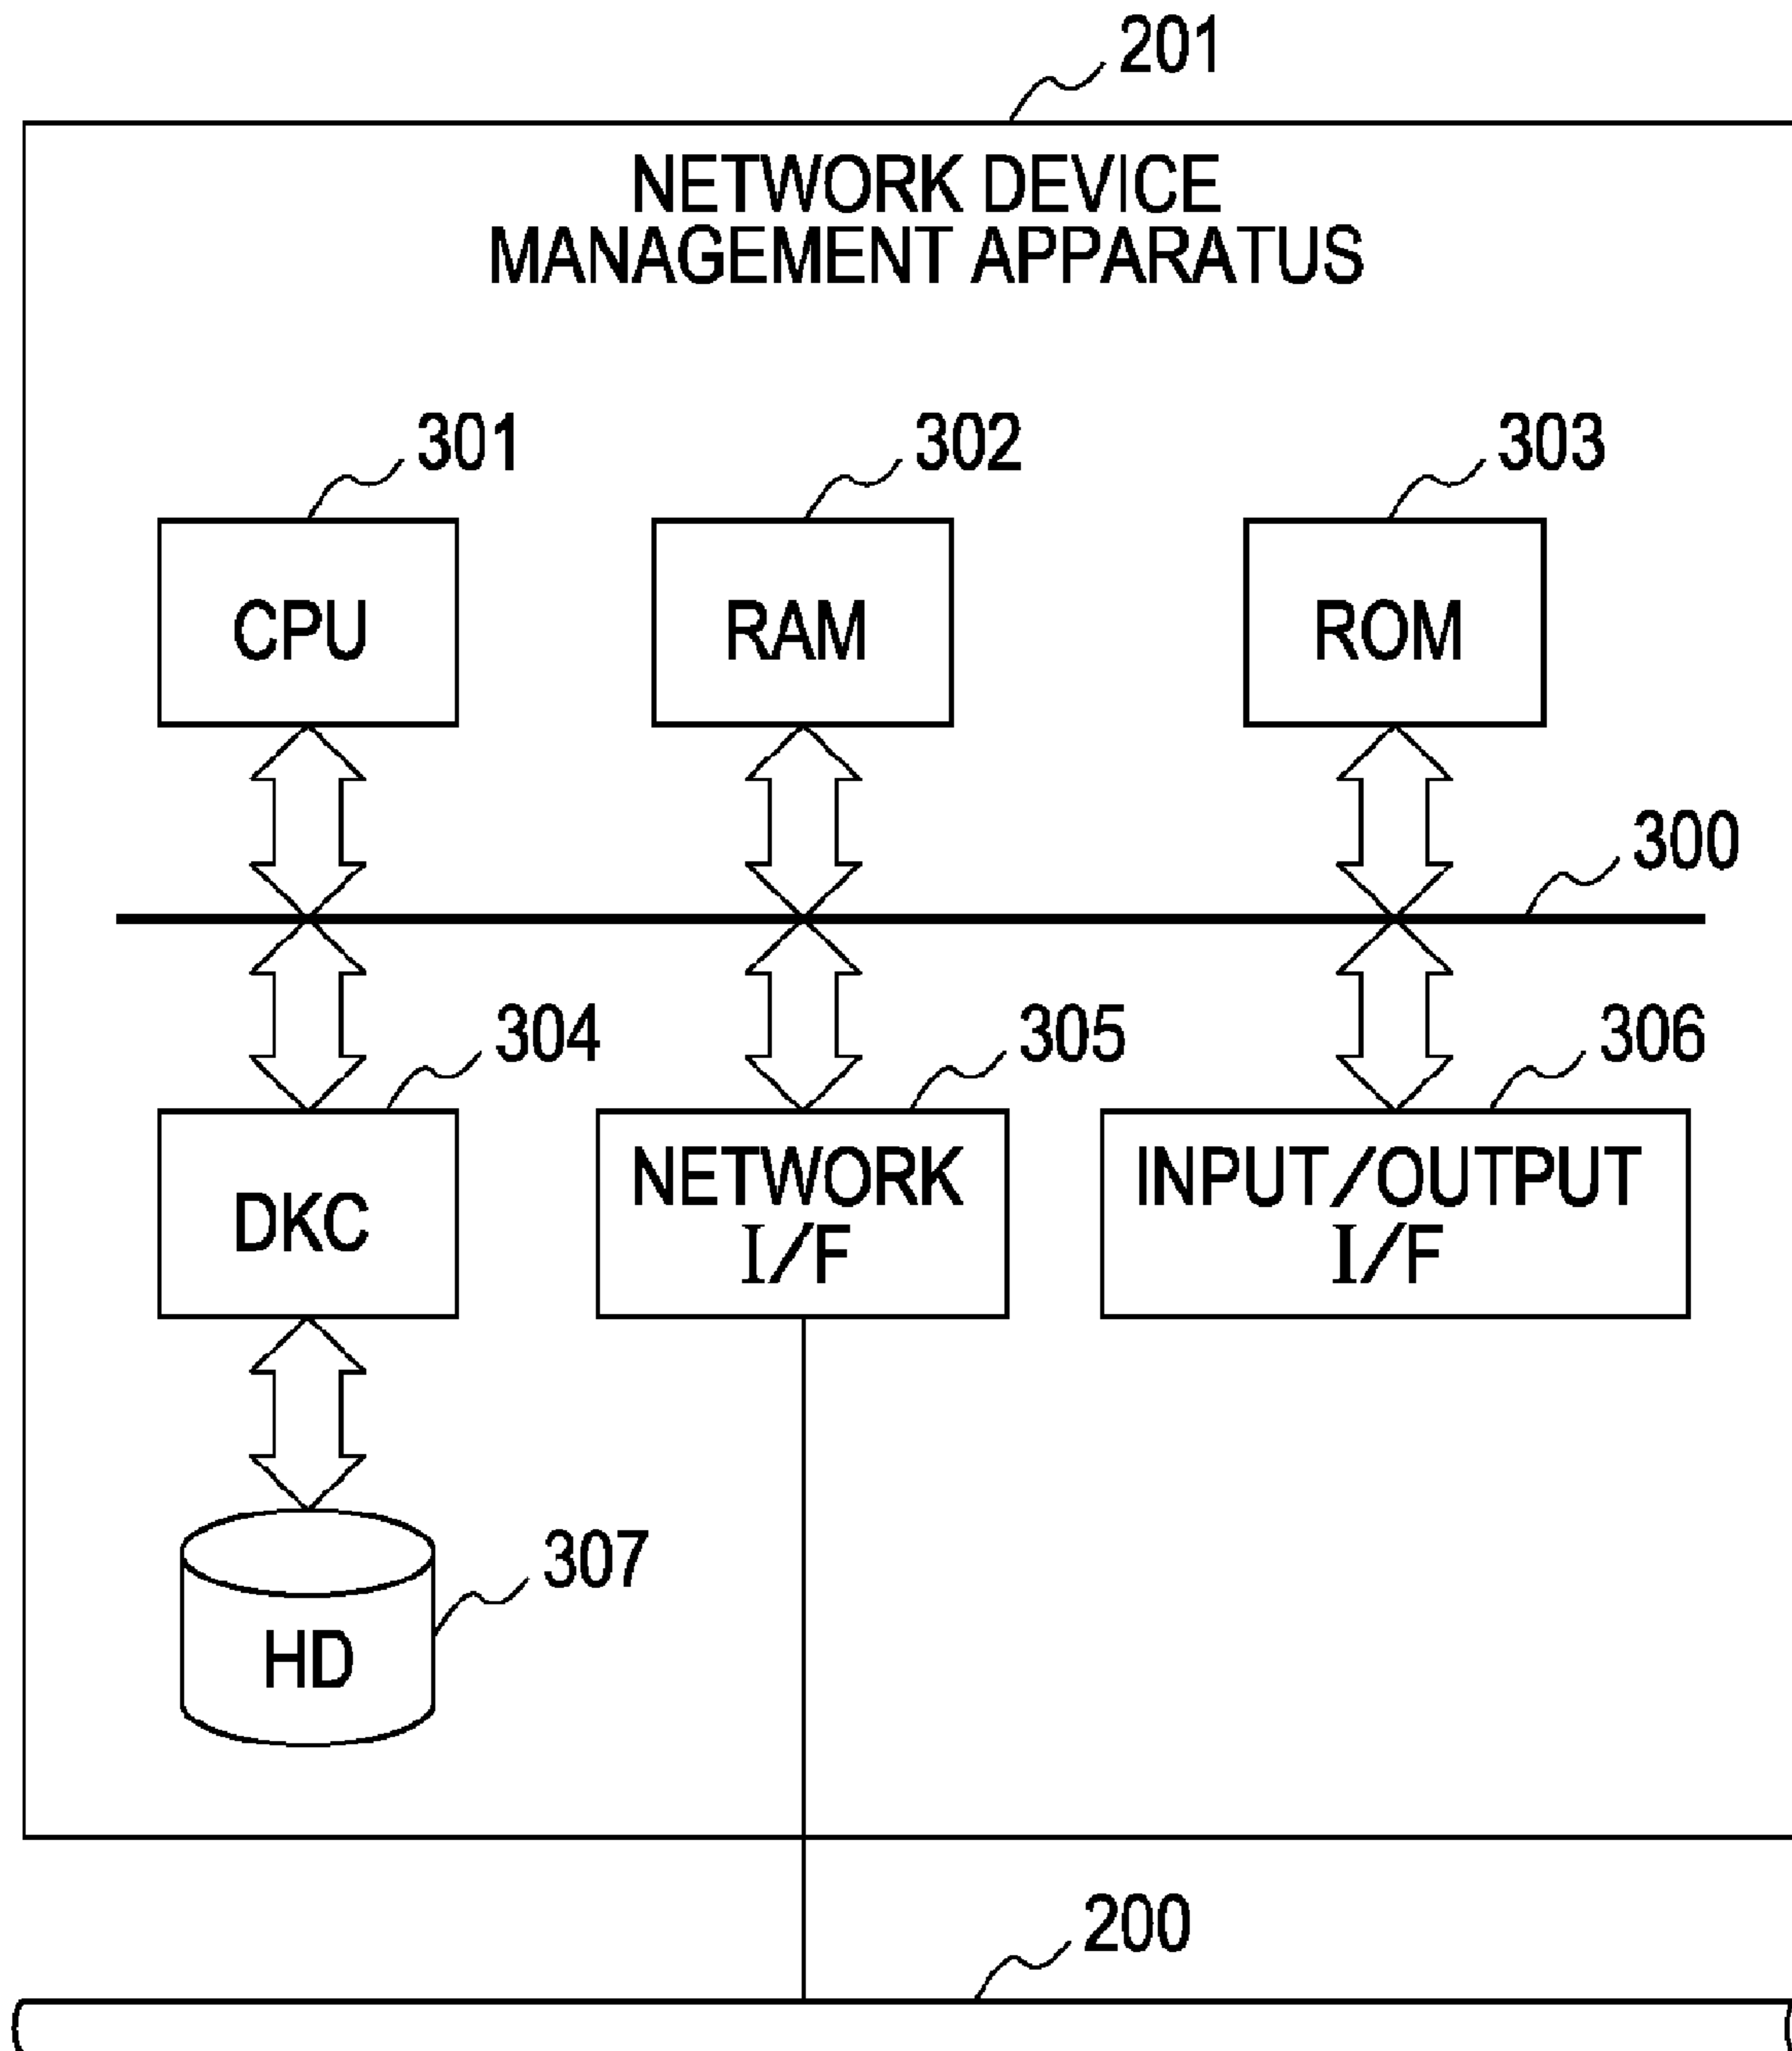 201
NETWORK DEVICE
MANAGEMENT APPARATUS
301
302
303
CPU
RAM
ROM
300
304
305
306
DKC
NETWORK
I/F
INPUT/OUTPUT
I/F
307
HD
200